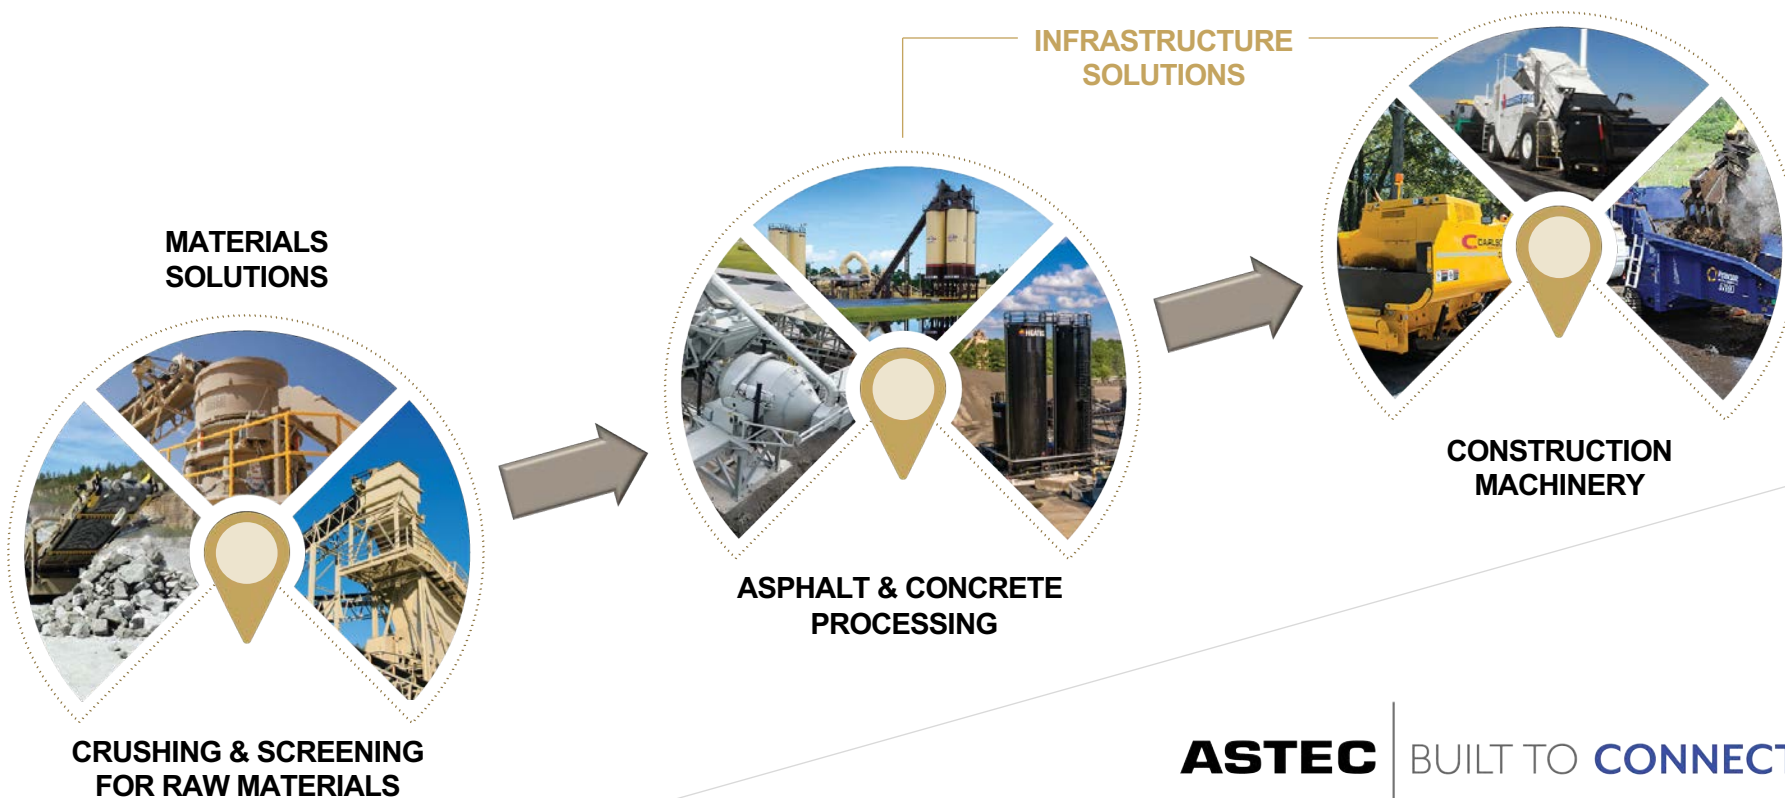 INFRASTRUCTURE
SOLUTIONS
MATERIALS
SOLUTIONS
CONSTRUCTION
MACHINERY
ASPHALT & CONCRETE
PROCESSING
CRUSHING & SCREENING
FOR RAW MATERIALS
ASTEC
BUILT TO CONNECT